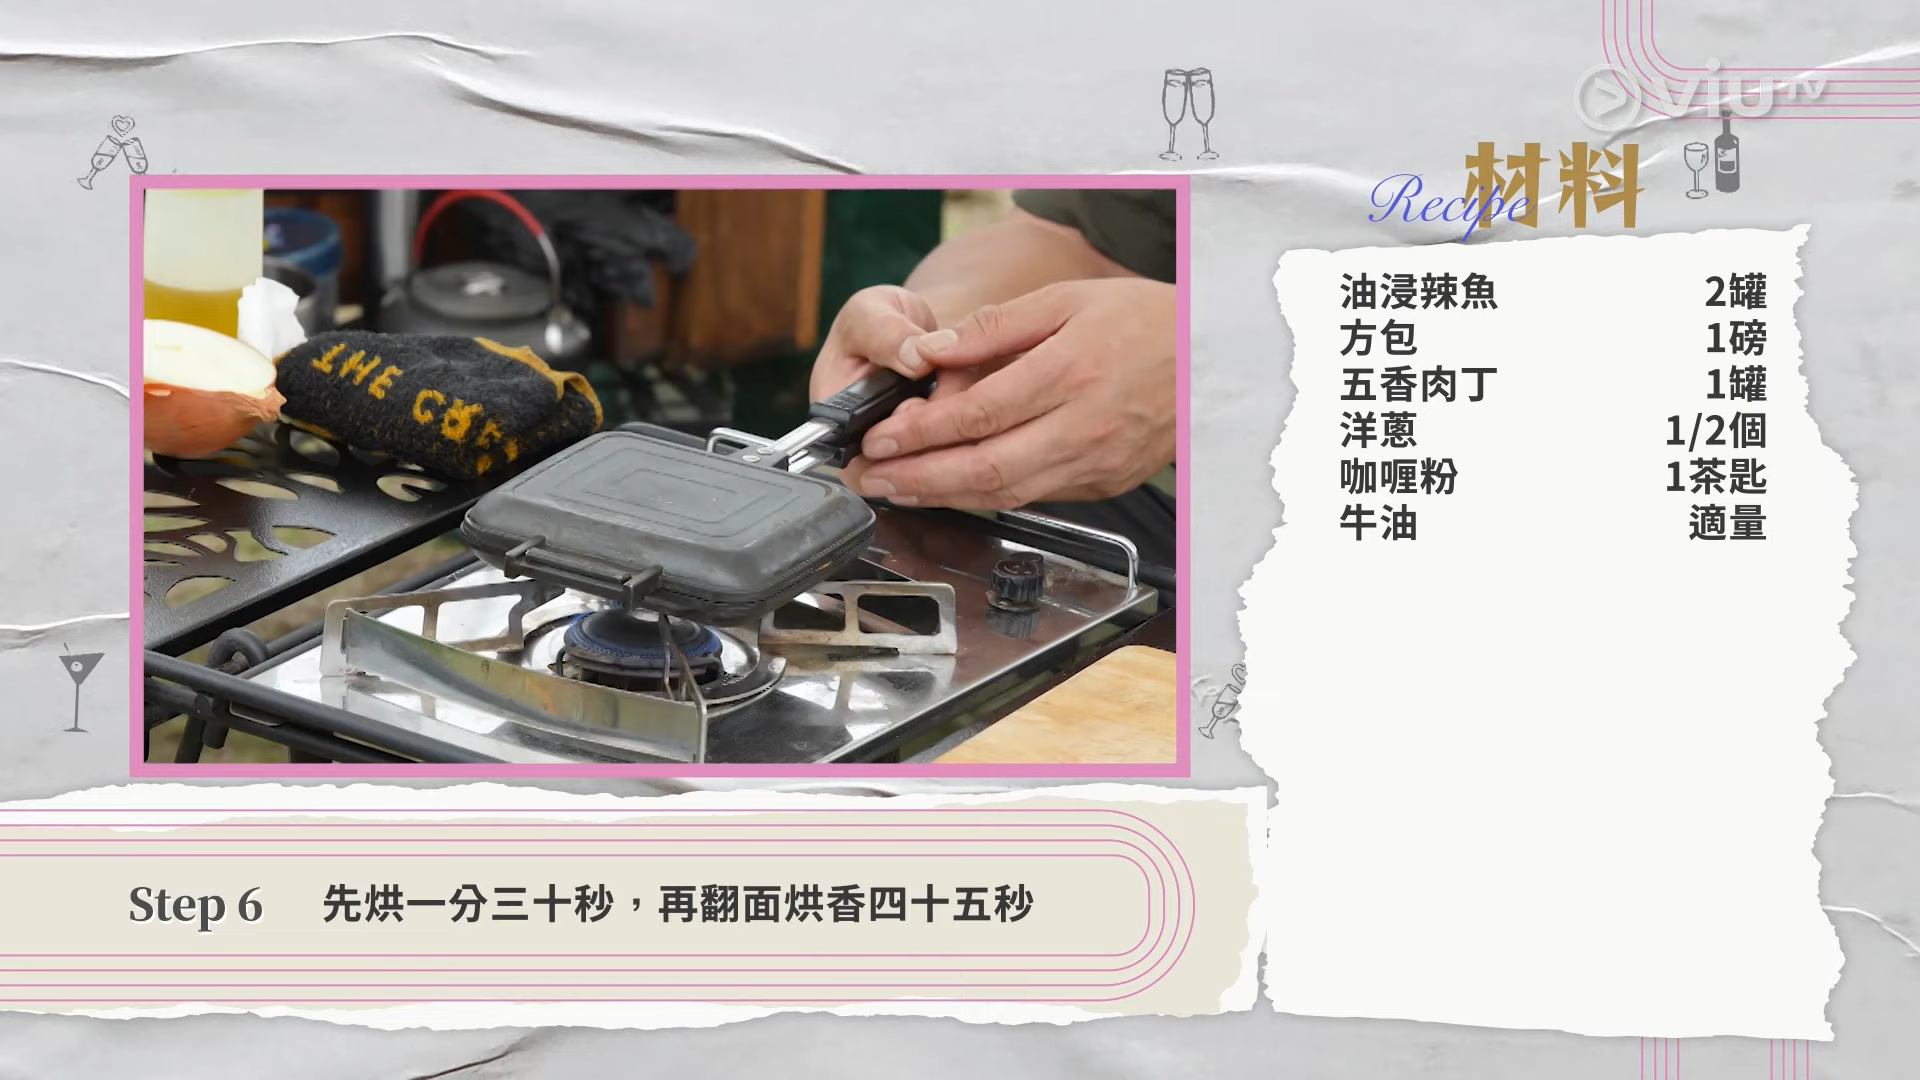 viu TV
Recipe 材料
油浸辣魚 2罐
方包 1磅
五香肉丁 1罐
洋蔥 1/2個
咖喱粉 1茶匙
牛油 適量
Step 6 先烘一分三十秒，再翻面烘香四十五秒